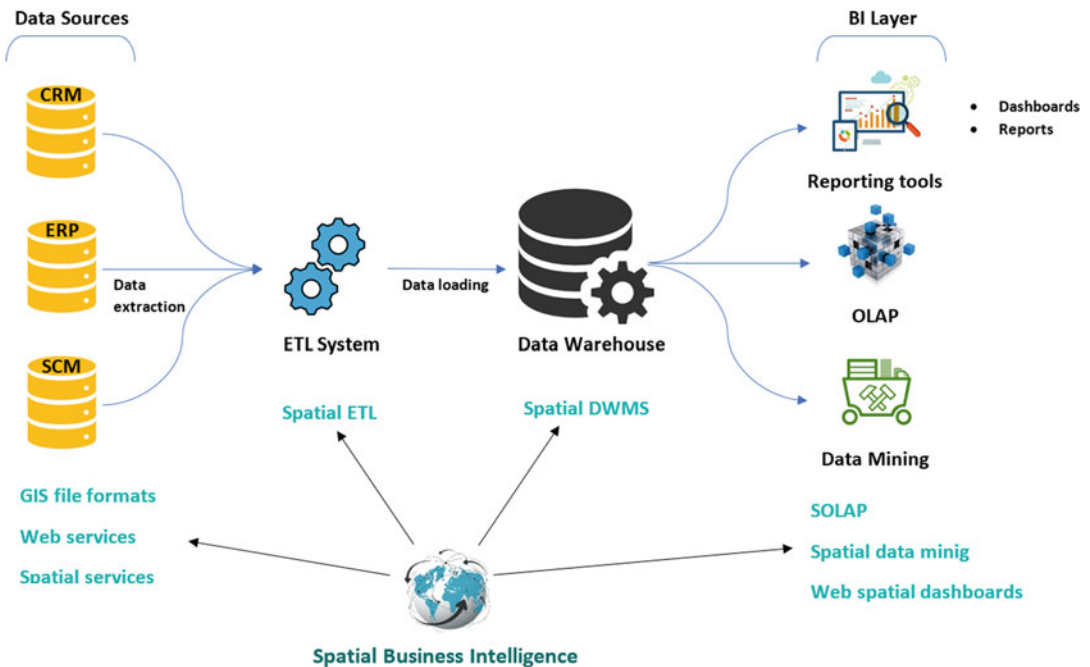 Data Sources
BI Layer
CRM
Dashboards
Reports
Reporting tools
ERP
Data
extraction
Data loading
ETL System
Data Warehouse
OLAP
SCM
Spatial ETL
Spatial DWMS
Data Mining
GIS file formats
Web services
Spatial services
SOLAP
Spatial data minig
Web spatial dashboards
Spatial Business Intelligence